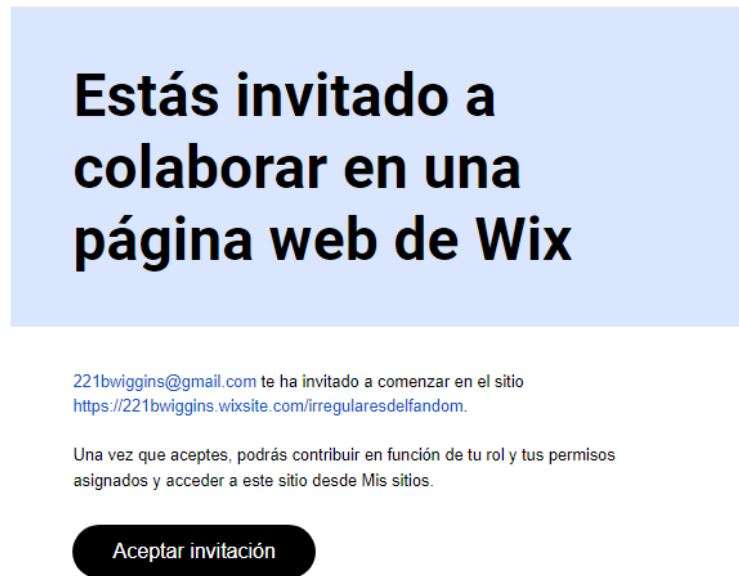 Estás invitado a
colaborar en una
página web de Wix
221bwiggins@gmail.com te ha invitado a comenzar en el sitio
https://221bwiggins.wixsite.com/irregularesdelfandom.
Una vez que aceptes, podrás contribuir en función de tu rol y tus permisos
asignados y acceder a este sitio desde Mis sitios.
Aceptar invitación